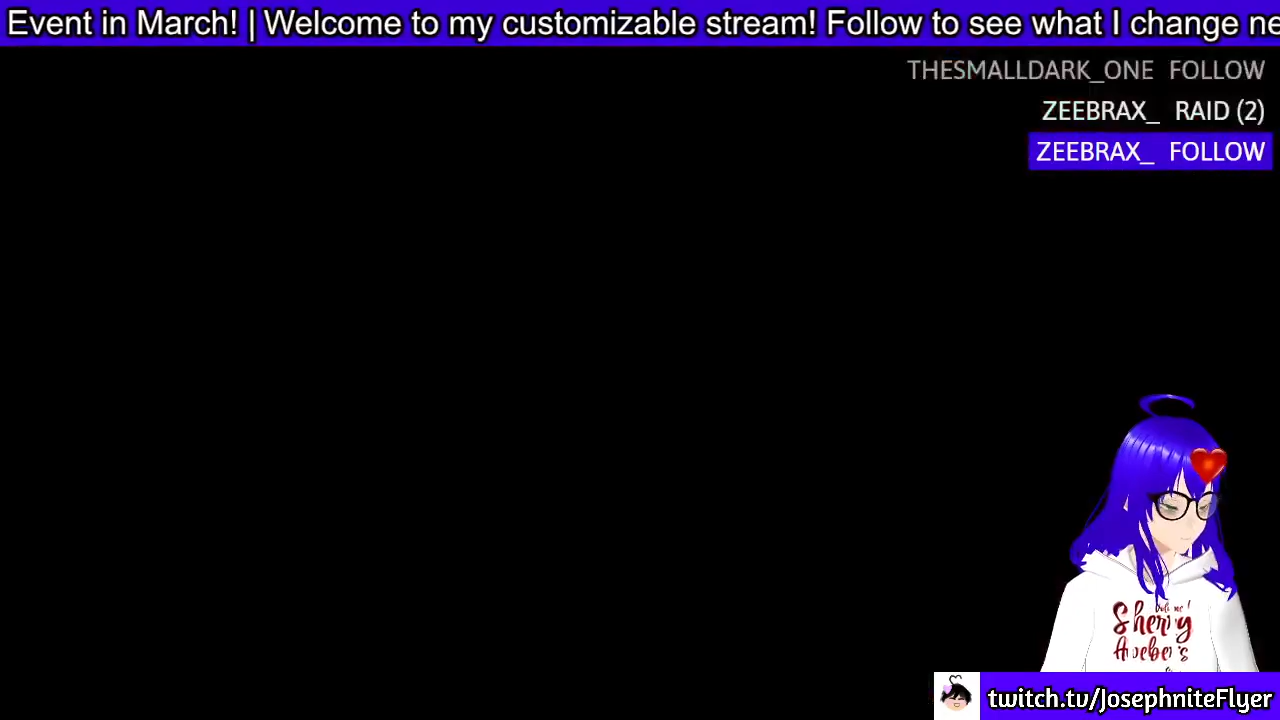 Event in March! | Welcome to my customizable stream! Follow to see what I change ne
THESMALLDARK_ONE FOLLOW
ZEEBRAX_ RAID (2)
ZEEBRAX_ FOLLOW
Sherry
twitch.tv/JosephniteFlyer